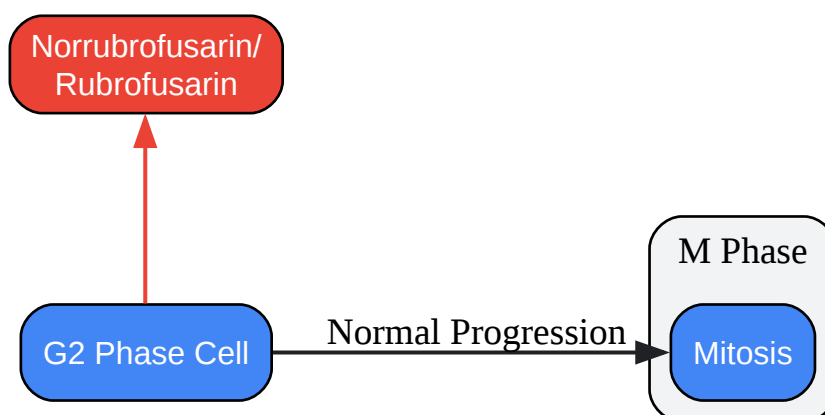 Norrubrofusarin/
Rubrofusarin
M Phase
G2 Phase Cell
Normal Progression
Mitosis